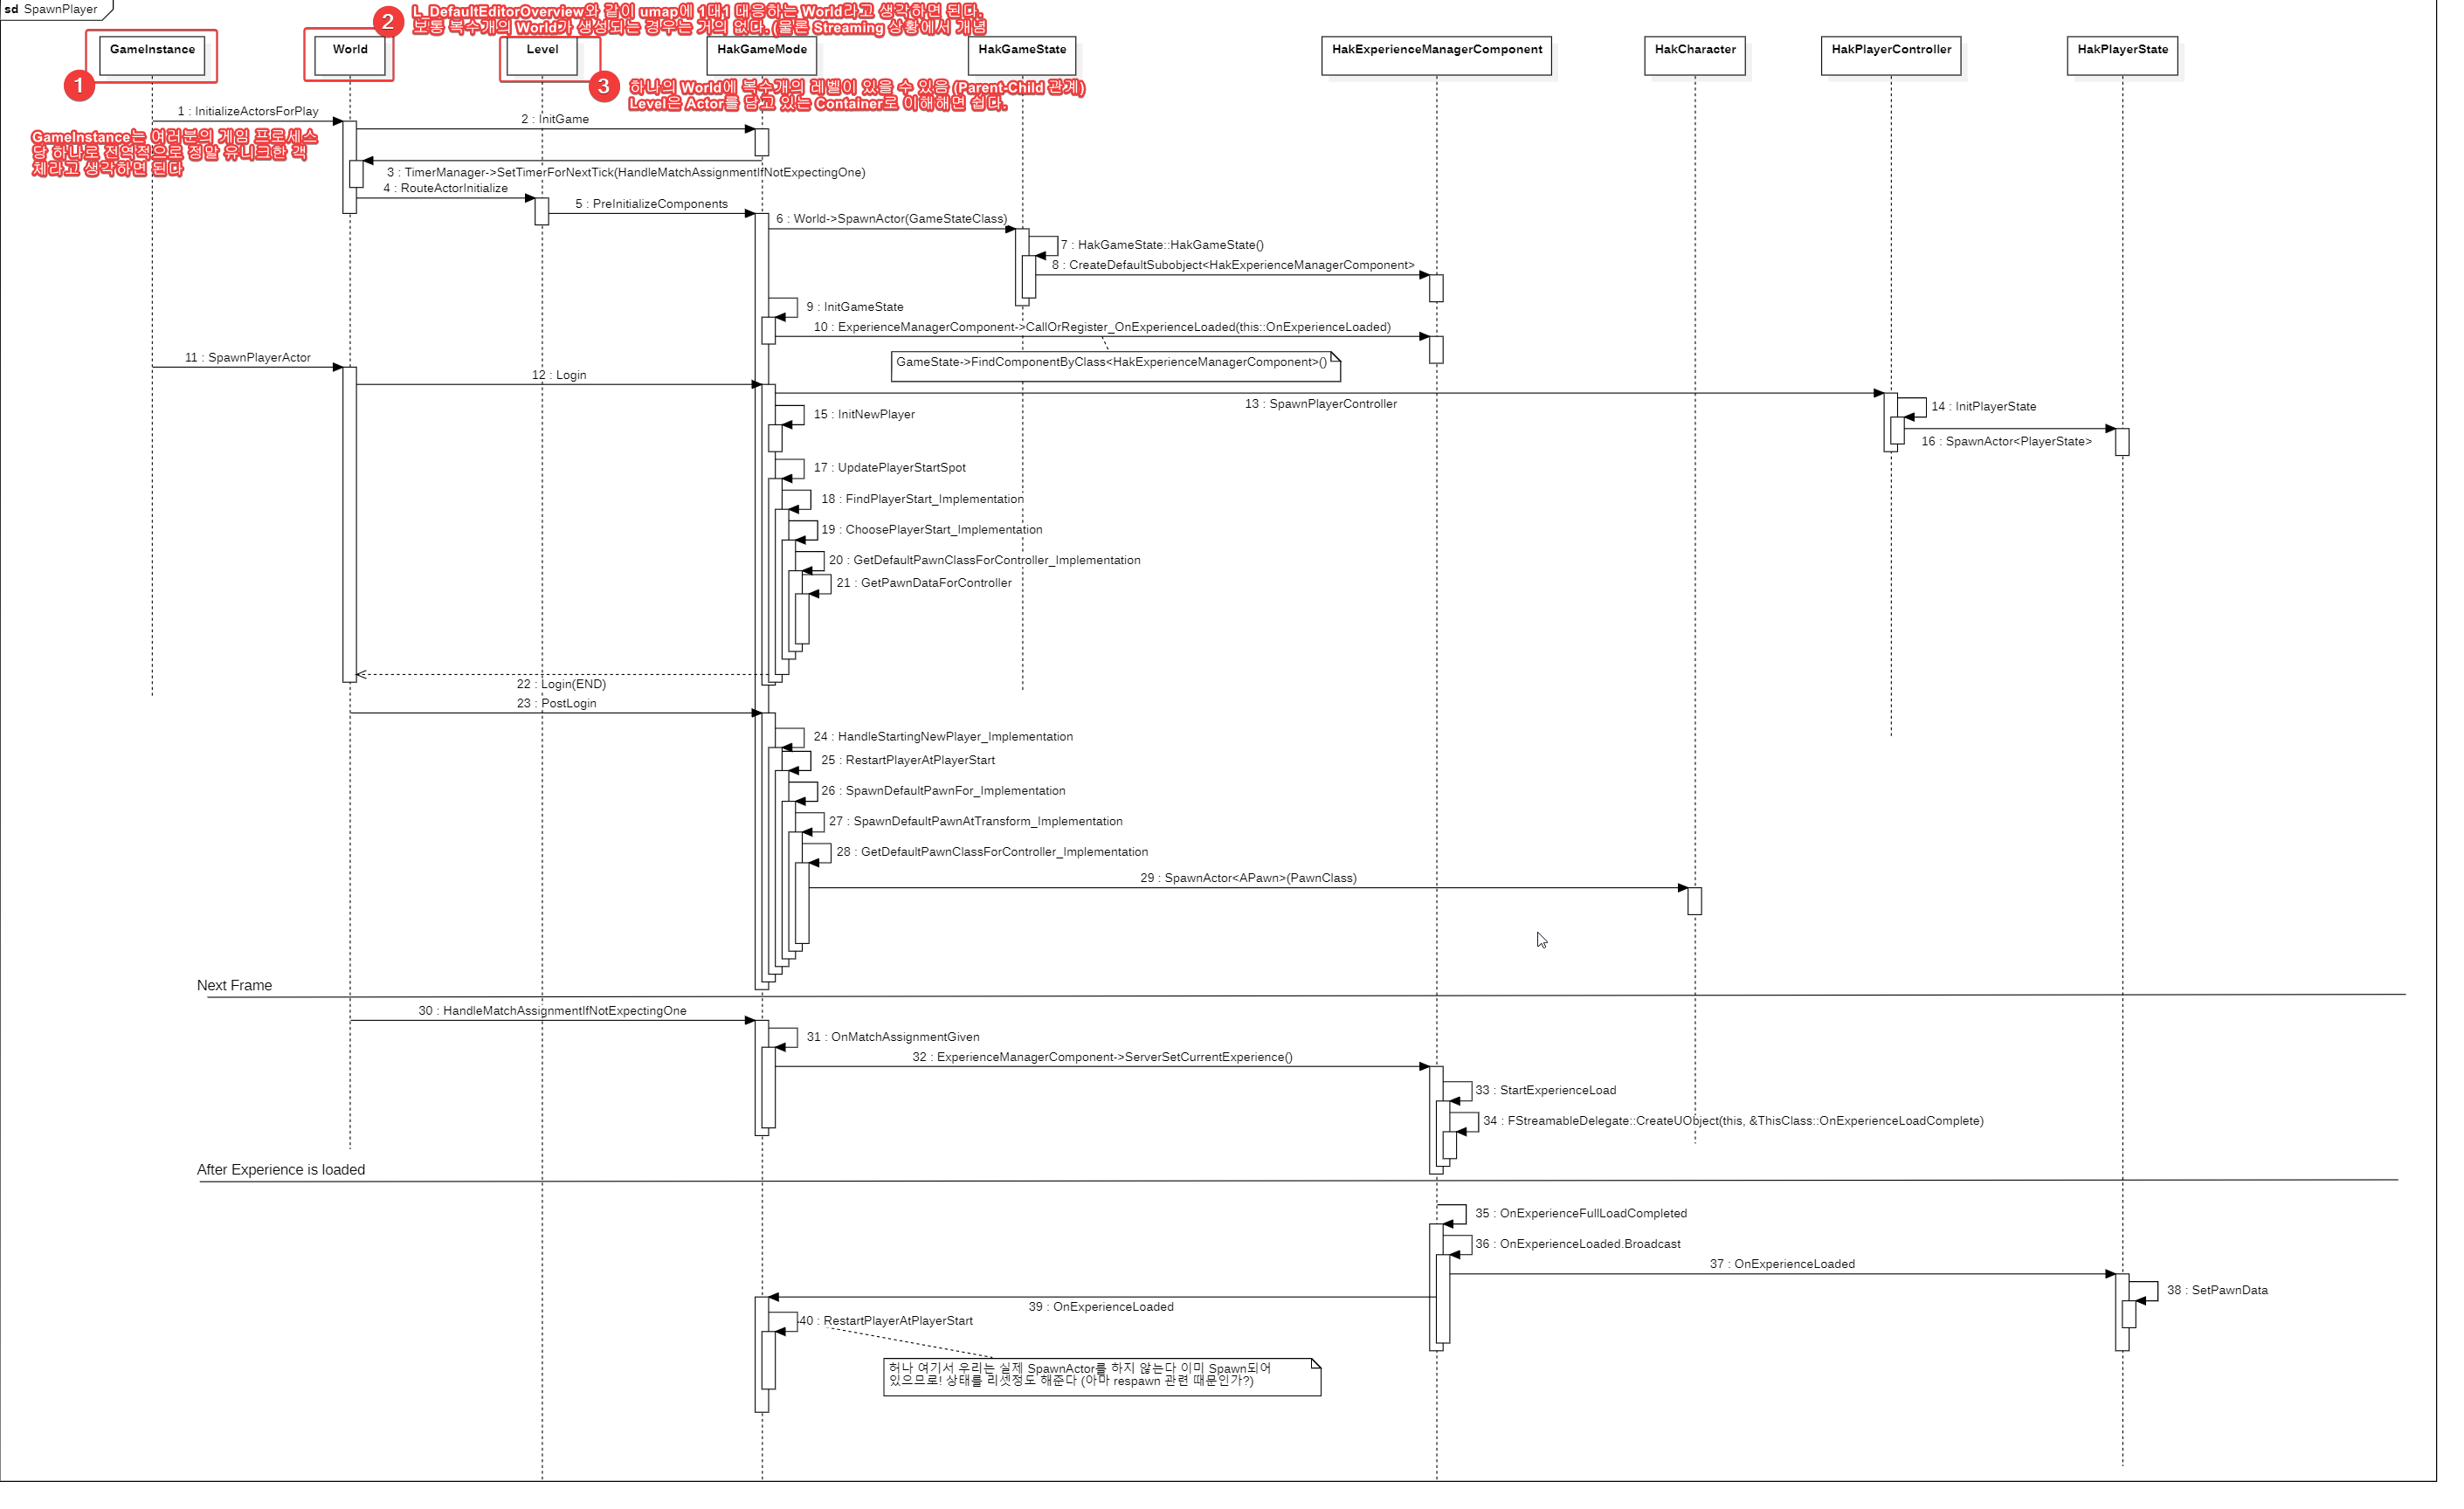 sd SpawnPlayer
2
L_DefaultEditorOverview와 같이 umap에 1대1 대응하는 World라고 생각하면 된다.
보통 복수개의 World가 생성되는 경우는 거의 없다. (물론 Streaming 상황에서 개념
GameInstance
World
Level
HakGameMode
HakGameState
HakExperienceManagerComponent
HakCharacter
HakPlayerController
HakPlayerState
1
3
하나의 World에 복수개의 레벨이 있을 수 있음 (Parent-Child 관계)
Level은 Actor를 담고 있는 Container로 이해해면 쉽다.
1 : InitializeActorsForPlay
2 : InitGame
GameInstance는 여러분의 게임 프로세스
당 하나로 전역적으로 정말 유니크한 객
체라고 생각하면 된다
3 : TimerManager->SetTimerForNextTick(HandleMatchAssignmentIfNotExpectingOne)
4 : RouteActorInitialize
5 : PreInitializeComponents
6 : World->SpawnActor(GameStateClass)
7 : HakGameState::HakGameState()
8 : CreateDefaultSubobject<HakExperienceManagerComponent>
9 : InitGameState
10 : ExperienceManagerComponent->CallOrRegister_OnExperienceLoaded(this::OnExperienceLoaded)
GameState->FindComponentByClass<HakExperienceManagerComponent>()
11 : SpawnPlayerActor
12 : Login
13 : SpawnPlayerController
14 : InitPlayerState
15 : InitNewPlayer
16 : SpawnActor<PlayerState>
17 : UpdatePlayerStartSpot
18 : FindPlayerStart_Implementation
19 : ChoosePlayerStart_Implementation
20 : GetDefaultPawnClassForController_Implementation
21 : GetPawnDataForController
22 : Login(END)
23 : PostLogin
24 : HandleStartingNewPlayer_Implementation
25 : RestartPlayerAtPlayerStart
26 : SpawnDefaultPawnFor_Implementation
27 : SpawnDefaultPawnAtTransform_Implementation
28 : GetDefaultPawnClassForController_Implementation
29 : SpawnActor<APawn>(PawnClass)
Next Frame
30 : HandleMatchAssignmentIfNotExpectingOne
31 : OnMatchAssignmentGiven
32 : ExperienceManagerComponent->ServerSetCurrentExperience()
33 : StartExperienceLoad
34 : FStreamableDelegate::CreateUObject(this, &ThisClass::OnExperienceLoadComplete)
After Experience is loaded
35 : OnExperienceFullLoadCompleted
36 : OnExperienceLoaded.Broadcast
37 : OnExperienceLoaded
38 : SetPawnData
39 : OnExperienceLoaded
40 : RestartPlayerAtPlayerStart
허나 여기서 우리는 실제 SpawnActor를 하지 않는다 이미 Spawn되어
있으므로! 상태를 리셋정도 해준다 (아마 respawn 관련 때문인가?)